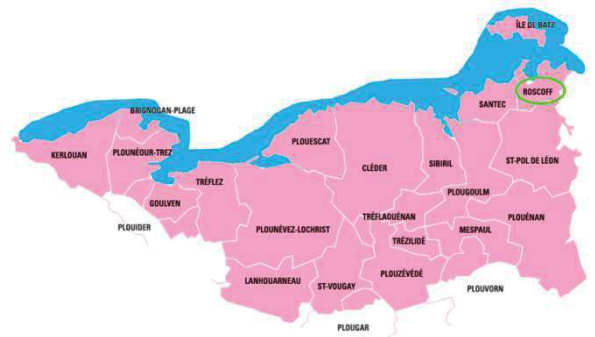 ÎLE DE BATZ
ROSCOFF
SANTEC
BRIGNOGAN-PLAGE
PLOUESCAT
KERLOUAN
PLOUNÉOUR-TREZ
CLÉDER
SIBIRIL
ST-POL DE LÉON
TRÉFLEZ
PLOUGOULM
GOULVEN
TRÉFLAOUÉNAN
PLOUÉNAN
PLOUIDER
PLOUNÉVEZ-LOCHRIST
MESPAUL
TRÉZILIDÉ
LANHOUARNEAU
ST-VOUGAY
PLOUZÉVÉDÉ
PLOUVORN
PLOUGAR